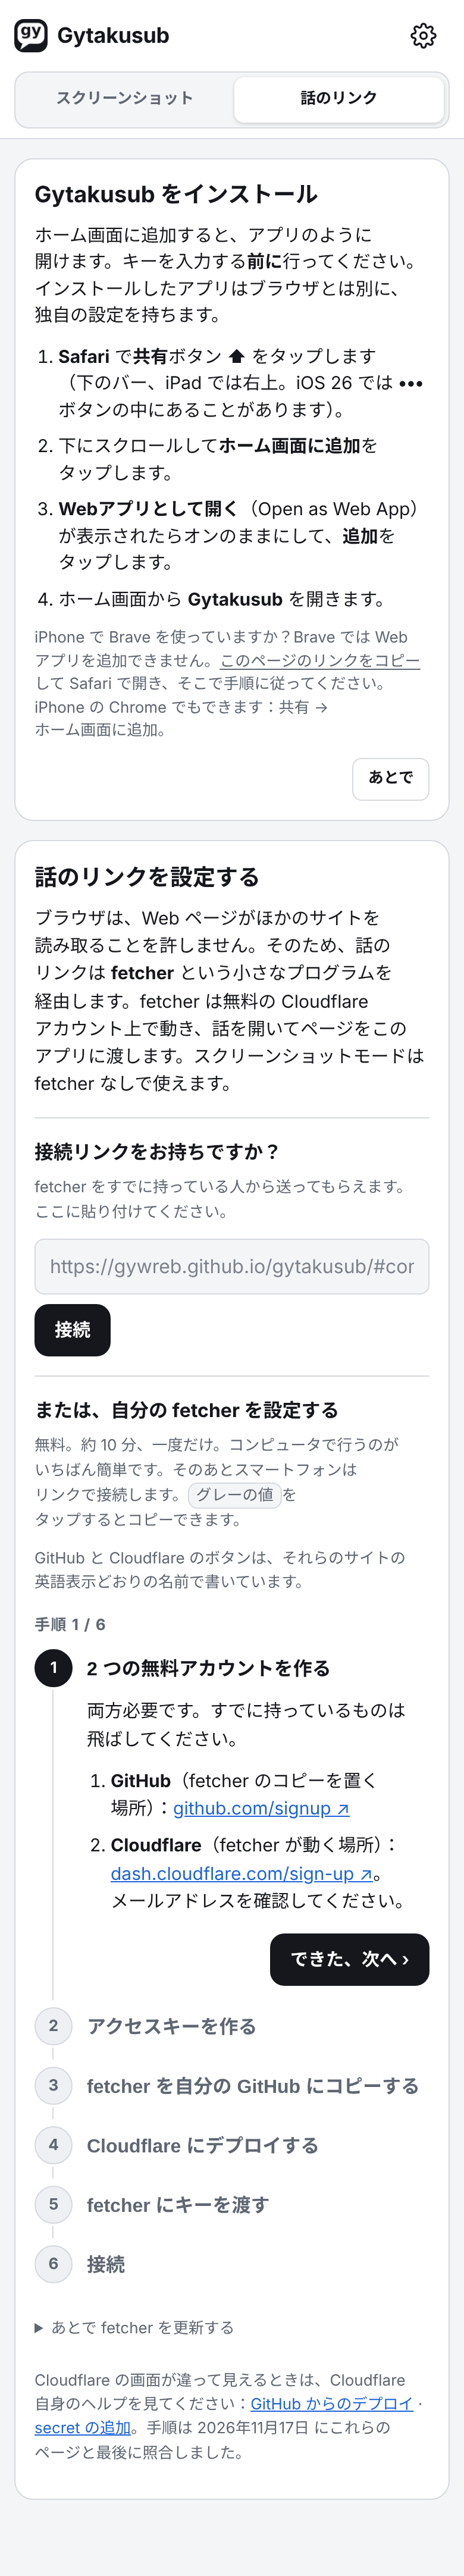 gy Gytakusub
スクリーンショット 話のリンク
Gytakusub をインストール
ホーム画面に追加すると、アプリのように
開けます。キーを入力する前に行ってください。
インストールしたアプリはブラウザとは別に、
独自の設定を持ちます。
1. Safari で共有ボタン ⬆ をタップします
（下のバー、iPad では右上。iOS 26 では •••
ボタンの中にあることがあります）。
2. 下にスクロールしてホーム画面に追加を
タップします。
3. Webアプリとして開く（Open as Web App）
が表示されたらオンのままにして、追加を
タップします。
4. ホーム画面から Gytakusub を開きます。
iPhone で Brave を使っていますか？Brave では Web
アプリを追加できません。このページのリンクをコピー
して Safari で開き、そこで手順に従ってください。
iPhone の Chrome でもできます：共有 →
ホーム画面に追加。
あとで
話のリンクを設定する
ブラウザは、Web ページがほかのサイトを
読み取ることを許しません。そのため、話の
リンクは fetcher という小さなプログラムを
経由します。fetcher は無料の Cloudflare
アカウント上で動き、話を開いてページをこの
アプリに渡します。スクリーンショットモードは
fetcher なしで使えます。
接続リンクをお持ちですか？
fetcher をすでに持っている人から送ってもらえます。
ここに貼り付けてください。
https://gywreb.github.io/gytakusub/#cor
接続
または、自分の fetcher を設定する
無料。約 10 分、一度だけ。コンピュータで行うのが
いちばん簡単です。そのあとスマートフォンは
リンクで接続します。 グレーの値 を
タップするとコピーできます。
GitHub と Cloudflare のボタンは、それらのサイトの
英語表示どおりの名前で書いています。
手順 1 / 6
1 2 つの無料アカウントを作る
両方必要です。すでに持っているものは
飛ばしてください。
1. GitHub（fetcher のコピーを置く
場所）：github.com/signup ↗
2. Cloudflare（fetcher が動く場所）：
dash.cloudflare.com/sign-up ↗。
メールアドレスを確認してください。
できた、次へ ›
2 アクセスキーを作る
3 fetcher を自分の GitHub にコピーする
4 Cloudflare にデプロイする
5 fetcher にキーを渡す
6 接続
▶ あとで fetcher を更新する
Cloudflare の画面が違って見えるときは、Cloudflare
自身のヘルプを見てください：GitHub からのデプロイ ·
secret の追加。手順は 2026年11月17日 にこれらの
ページと最後に照合しました。